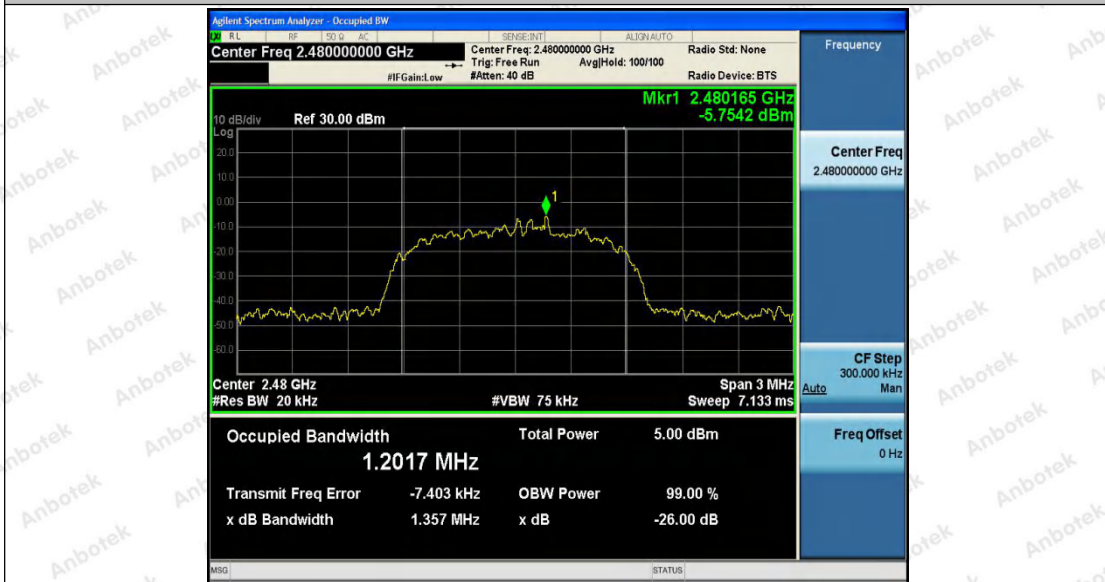 Agilent Spectrum Analyzer - Occupied BW
LXI RL RF 50 Ω AC SENSE:INT ALIGN AUTO
Center Freq 2.480000000 GHz
Center Freq: 2.480000000 GHz Radio Std: None
Trig: Free Run Avg|Hold: 100/100
#IFGain:Low #Atten: 40 dB Radio Device: BTS
Mkr1 2.480165 GHz
-5.7542 dBm
10 dB/div Ref 30.00 dBm
Log
20.0
10.0
0.00
-10.0
-20.0
-30.0
-40.0
-50.0
-60.0
1
Center 2.48 GHz Span 3 MHz
#Res BW 20 kHz #VBW 75 kHz Sweep 7.133 ms
Occupied Bandwidth Total Power 5.00 dBm
1.2017 MHz
Transmit Freq Error -7.403 kHz OBW Power 99.00 %
x dB Bandwidth 1.357 MHz x dB -26.00 dB
MSG STATUS
Frequency
Center Freq
2.480000000 GHz
CF Step
300.000 kHz
Auto Man
Freq Offset
0 Hz
Anbotek